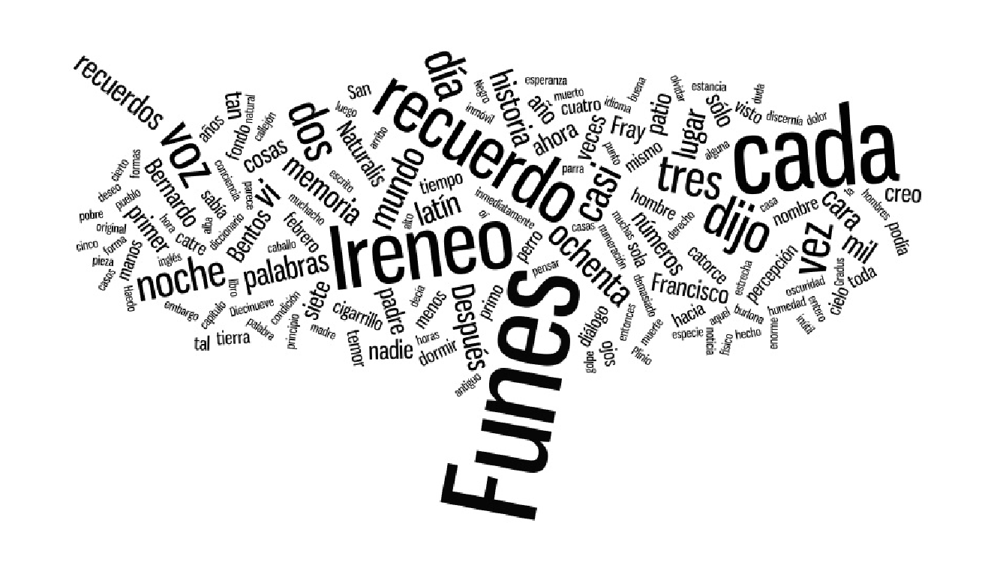 recuerdos
voz
años
tan
natural
fondo
callejón
cosas
dos
San
luego
Naturalis
arribo
recuerdo
día
Negro
inmóvil
historia
esperanza
año
muerto
cuatro
idioma
buena
ahora
veces
Fray
punto
mismo
patio
olvidar
estancia
lugar
sólo
alguna
visto
duda
discernía
dolor
cada
creo
tres
dijo
casa
nombre
cara
hombres
podía
mil
vez
Gradus
toda
cielo
cierto
formas
deseo
pueblo
Bernardo
conciencia
sabía
parecía
vi
memoria
escrito
muchacho
mundo
tiempo
latín
alto
inmediatamente
oí
parra
casi
casas
numeración
hombre
muchas
números
derecho
sola
pobre
original
primer
hora
alba
diccionario
Bentos
febrero
caballo
cinco
forma
pieza
manos
casos
inglés
catre
noche
Haedo
libro
palabras
Ireneo
perro
pensar
ochenta
catorce
Francisco
estrecha
percepción
oscuridad
demasiado
embargo
capítulo
Diecinueve
palabra
condición
principio
siete
madre
cigarrillo
temor
padre
nadie
decía
menos
horas
dormir
Después
primo
antiguo
Funes
diálogo
golpe
ojos
entonces
muerte
Plinio
hacia
especie
aquel
noticia
burlona
físico
hecho
humedad
enorme
entero
inútil
tal
tierra